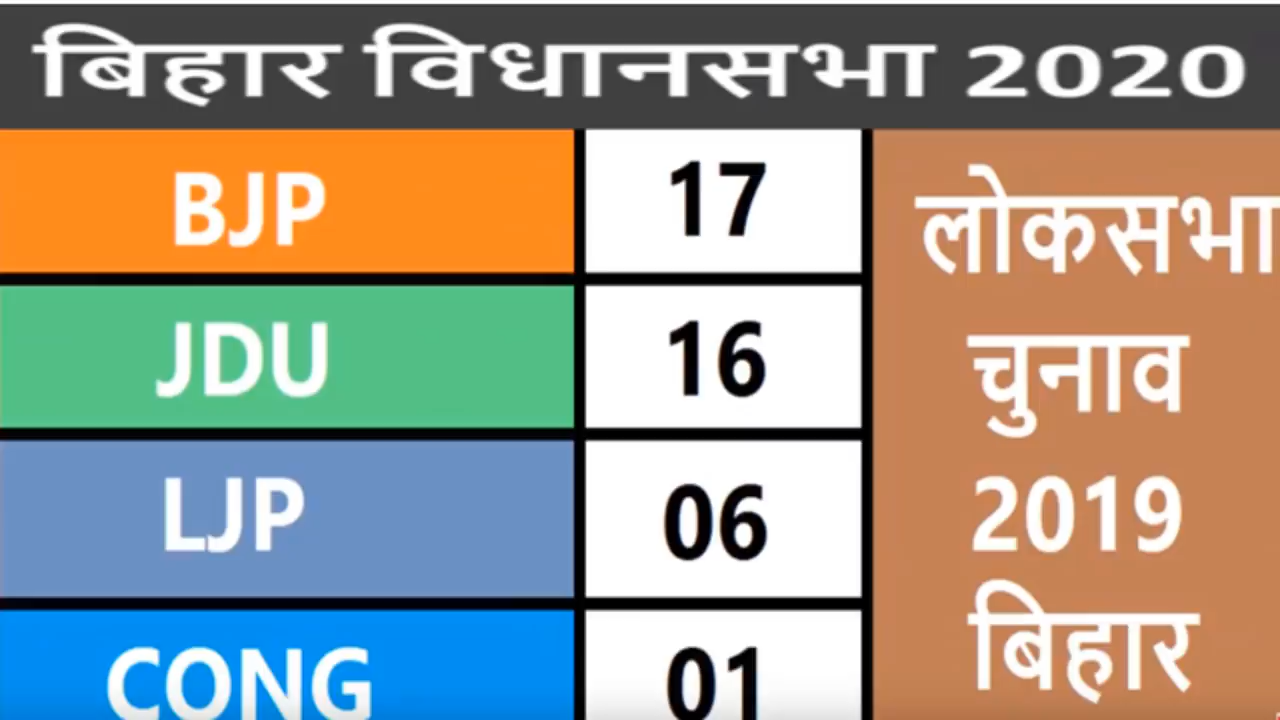 बिहार विधानसभा 2020
BJP 17
JDU 16
LJP 06
CONG 01
लोकसभा
चुनाव
2019
बिहार